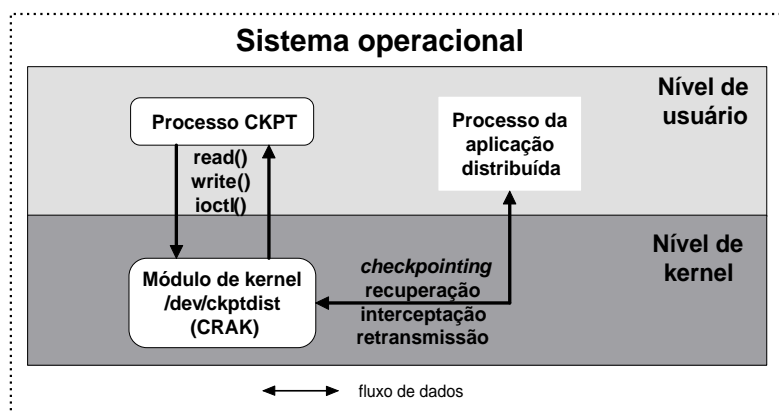 Sistema operacional
Nível de
usuário
Processo CKPT
Processo da
aplicação
distribuída
read()
write()
ioctl()
Nível de
kernel
Módulo de kernel
/dev/ckptdist
(CRAK)
checkpointing
recuperação
interceptação
retransmissão
fluxo de dados